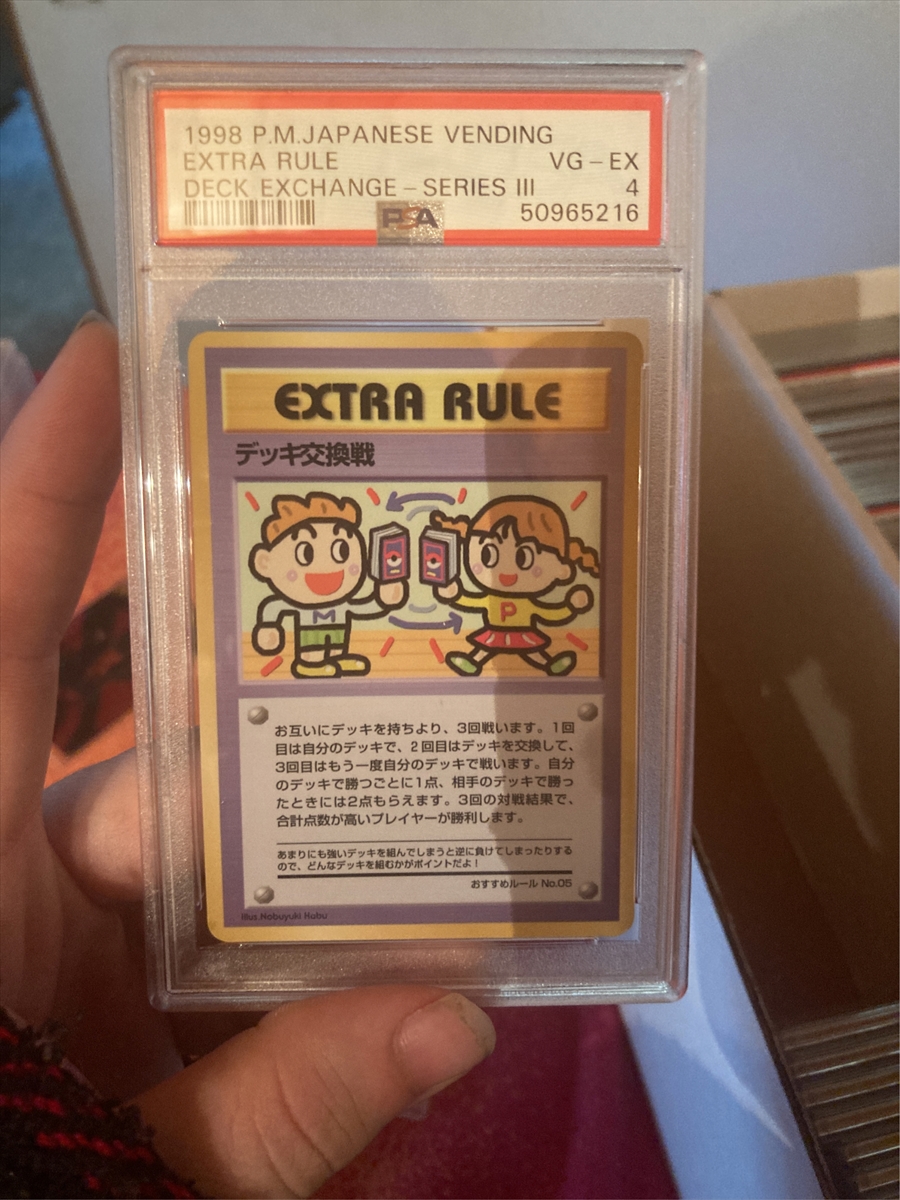 1998 P.M.JAPANESE VENDING
EXTRA RULE VG-EX
DECK EXCHANGE-SERIES III 4
PSA 50965216
EXTRA RULE
デッキ交換戦
M
P
お互いにデッキを持ちより、3回戦います。1回
目は自分のデッキで、2回目はデッキを交換して、
3回目はもう一度自分のデッキで戦います。自分
のデッキで勝つごとに1点、相手のデッキで勝っ
たときには2点もらえます。3回の対戦結果で、
合計点数が高いプレイヤーが勝利します。
あまりにも強いデッキを組んでしまうと逆に負けてしまったりする
ので、どんなデッキを組むかがポイントだよ！
おすすめルール No.05
Illus.Nobuyuki Habu